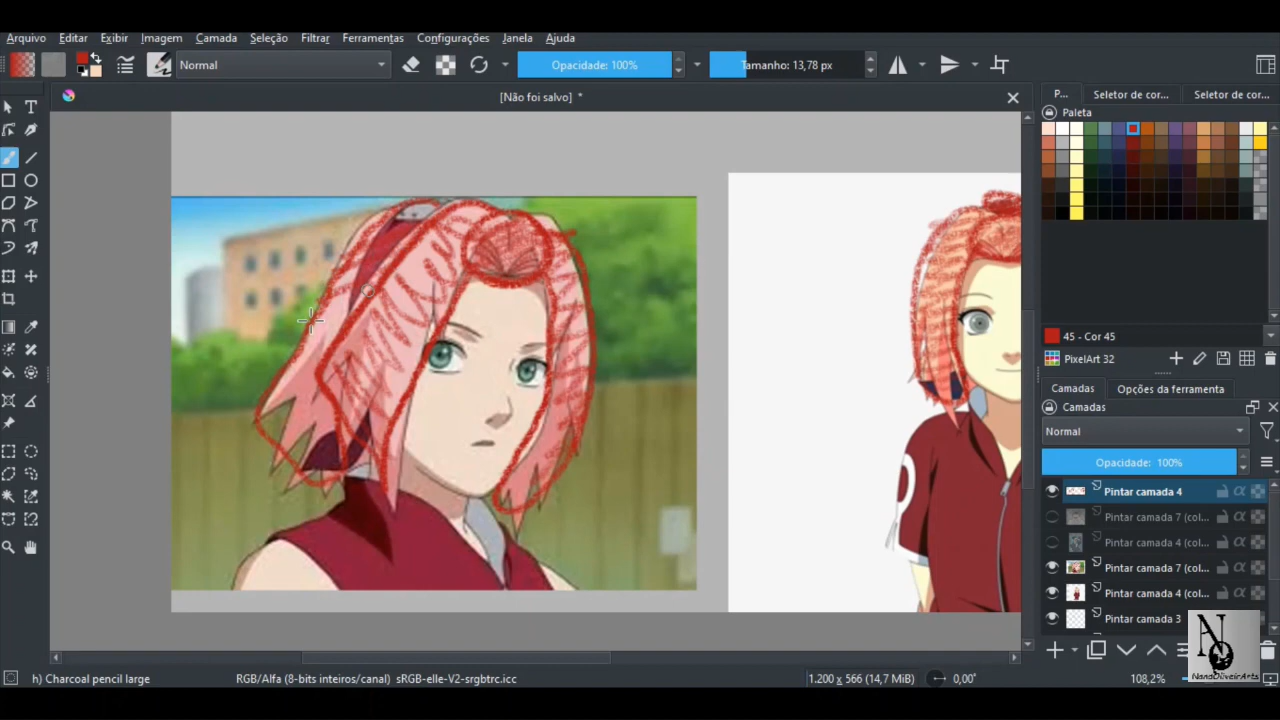 Arquivo Editar Exibir Imagem Camada Seleção Filtrar Ferramentas Configurações Janela Ajuda
Normal Opacidade: 100% Tamanho: 13,78 px
[Não foi salvo] *
P... Seletor de cor... Seletor de cor...
Paleta
45 - Cor 45
PixelArt 32
Camadas Opções da ferramenta
Camadas
Normal
Opacidade: 100%
Pintar camada 4
Pintar camada 7 (col...
Pintar camada 4 (col...
Pintar camada 7 (col...
Pintar camada 4 (col...
Pintar camada 3
NandOliveirArts
h) Charcoal pencil large RGB/Alfa (8-bits inteiros/canal) sRGB-elle-V2-srgbtrc.icc 1.200 x 566 (14,7 MiB) 0,00° 108,2%